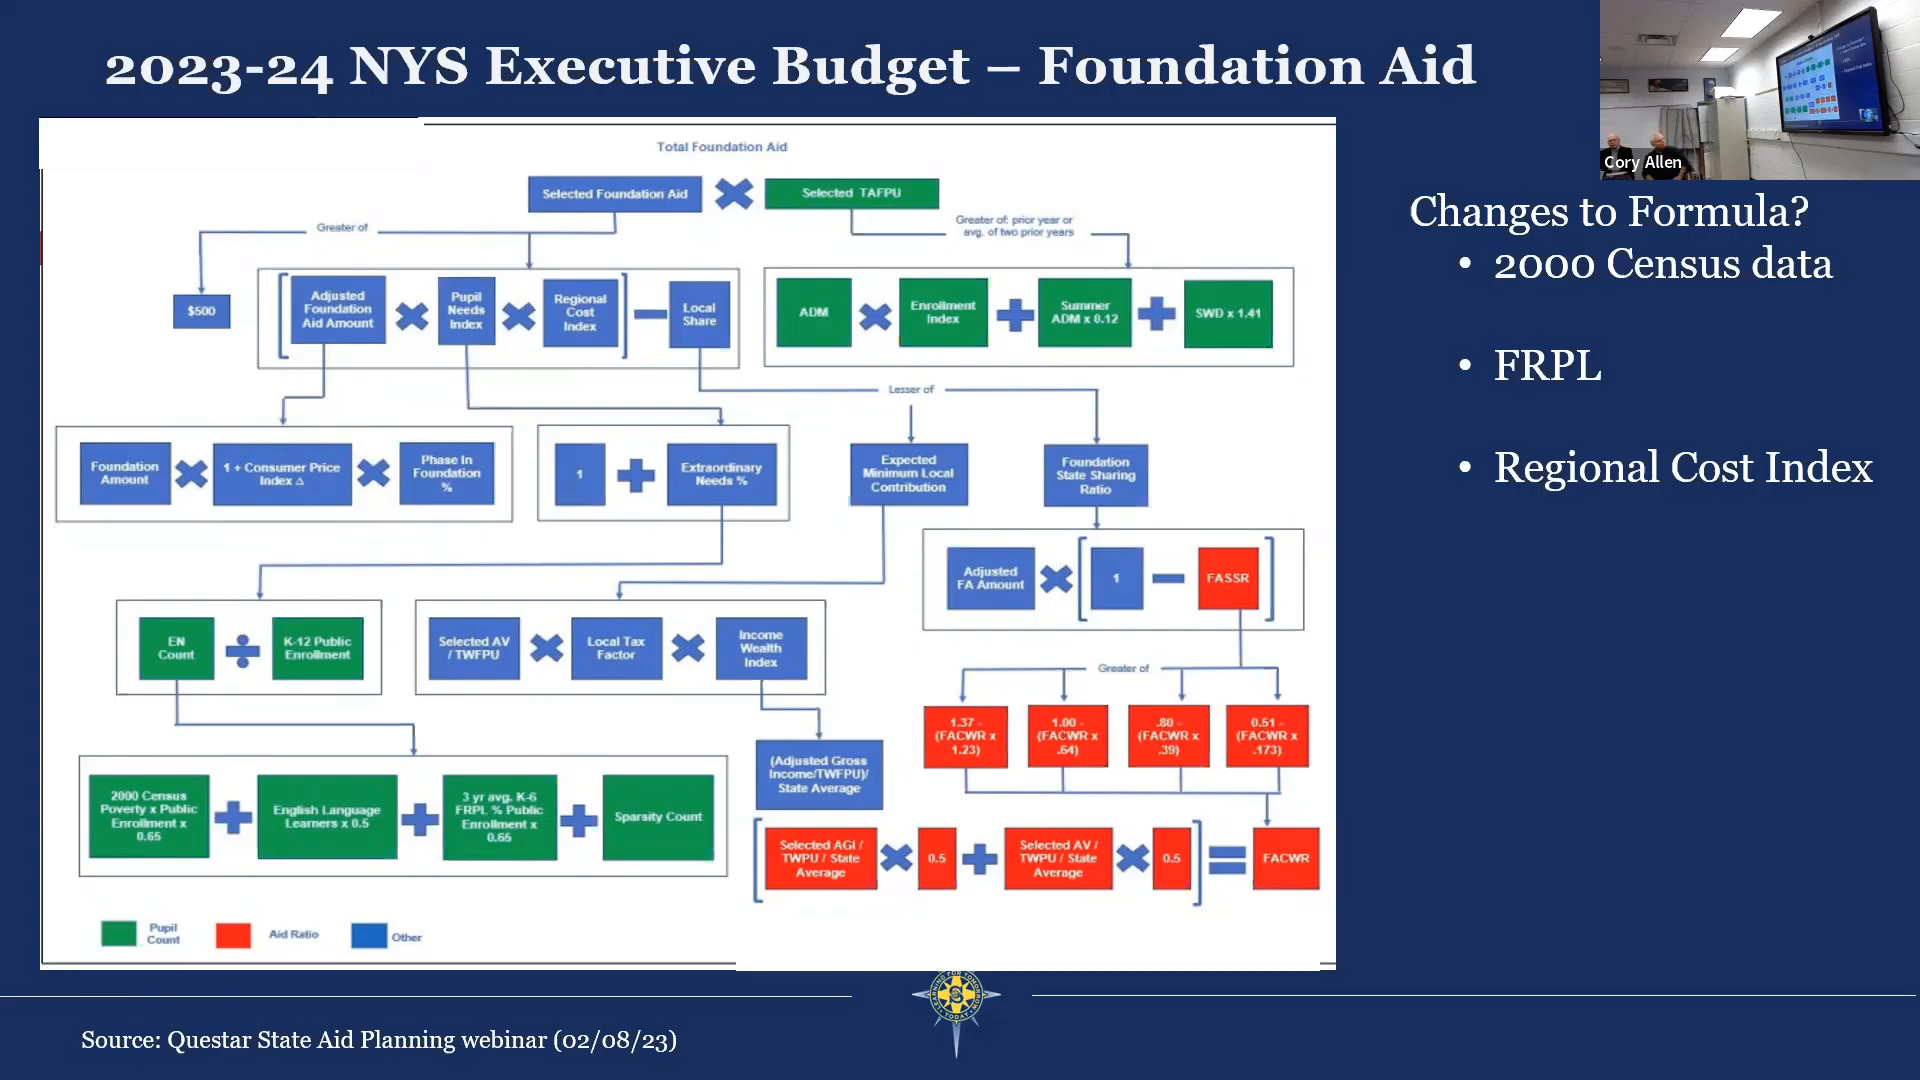 2023-24 NYS Executive Budget – Foundation Aid
Cory Allen
Total Foundation Aid
Selected Foundation Aid
Selected TAFPU
Greater of
Greater of: prior year or
avg. of two prior years
$500
Adjusted
Foundation
Aid Amount
Pupil
Needs
Index
Regional
Cost
Index
Local
Share
ADM
Enrollment
Index
Summer
ADM x 0.12
SWD x 1.41
Lesser of
Foundation
Amount
1 + Consumer Price
Index Δ
Phase In
Foundation
%
1
Extraordinary
Needs %
Expected
Minimum Local
Contribution
Foundation
State Sharing
Ratio
Adjusted
FA Amount
1
FASSR
EN
Count
K-12 Public
Enrollment
Selected AV
/ TWFPU
Local Tax
Factor
Income
Wealth
Index
Greater of
1.37 -
(FACWR x
1.23)
1.00 -
(FACWR x
.64)
.80 -
(FACWR x
.39)
0.51 -
(FACWR x
.173)
(Adjusted Gross
Income/TWFPU)/
State Average
2000 Census
Poverty x Public
Enrollment x
0.65
English Language
Learners x 0.5
3 yr avg. K-6
FRPL % Public
Enrollment x
0.65
Sparsity Count
Selected AGI /
TWPU / State
Average
0.5
Selected AV /
TWPU / State
Average
0.5
FACWR
Pupil
Count
Aid Ratio
Other
Changes to Formula?
• 2000 Census data
• FRPL
• Regional Cost Index
Source: Questar State Aid Planning webinar (02/08/23)